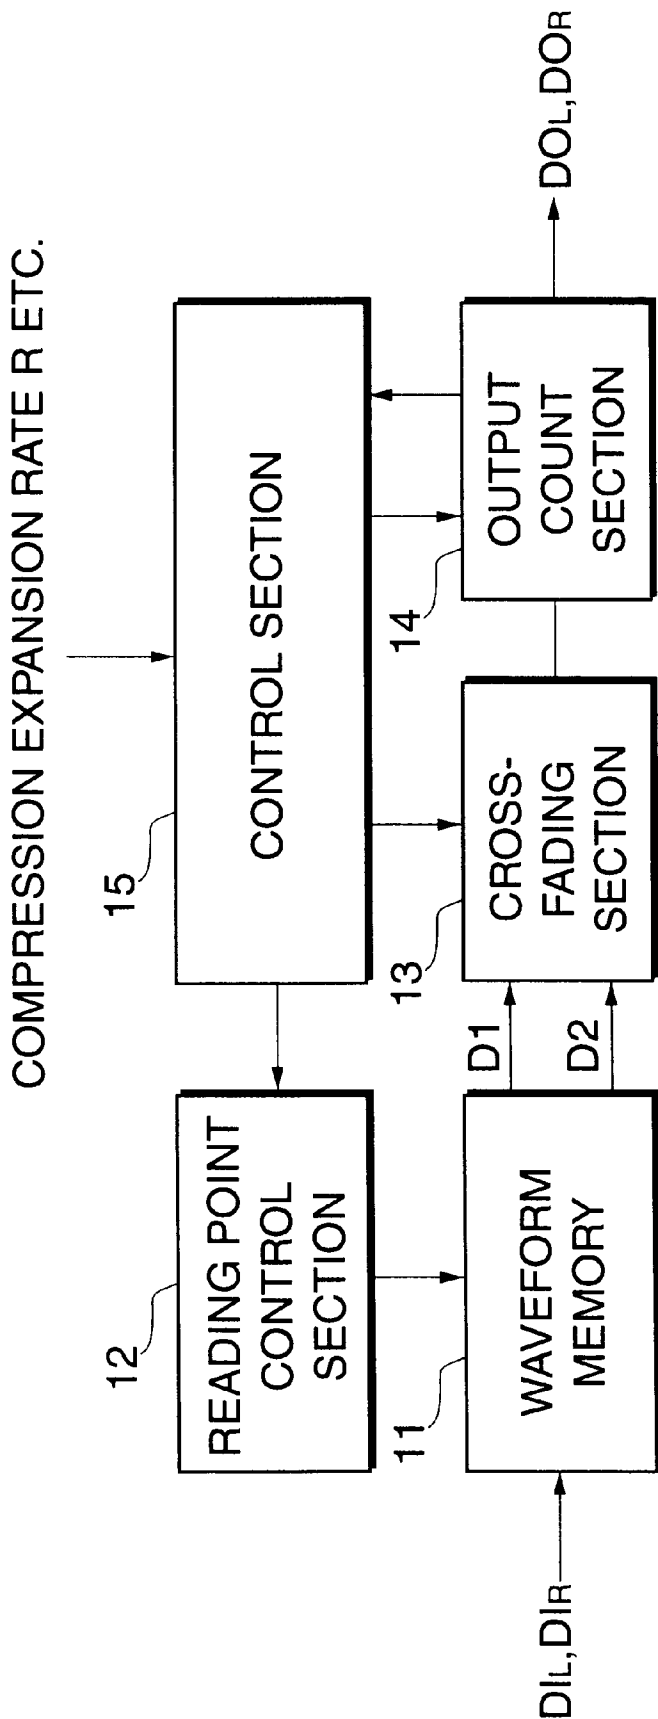 COMPRESSION EXPANSION RATE R ETC.
15
CONTROL SECTION
12
READING POINT
CONTROL
SECTION
11
WAVEFORM
MEMORY
DIL,DIR
D1
D2
13
CROSS-
FADING
SECTION
14
OUTPUT
COUNT
SECTION
DOL,DOR